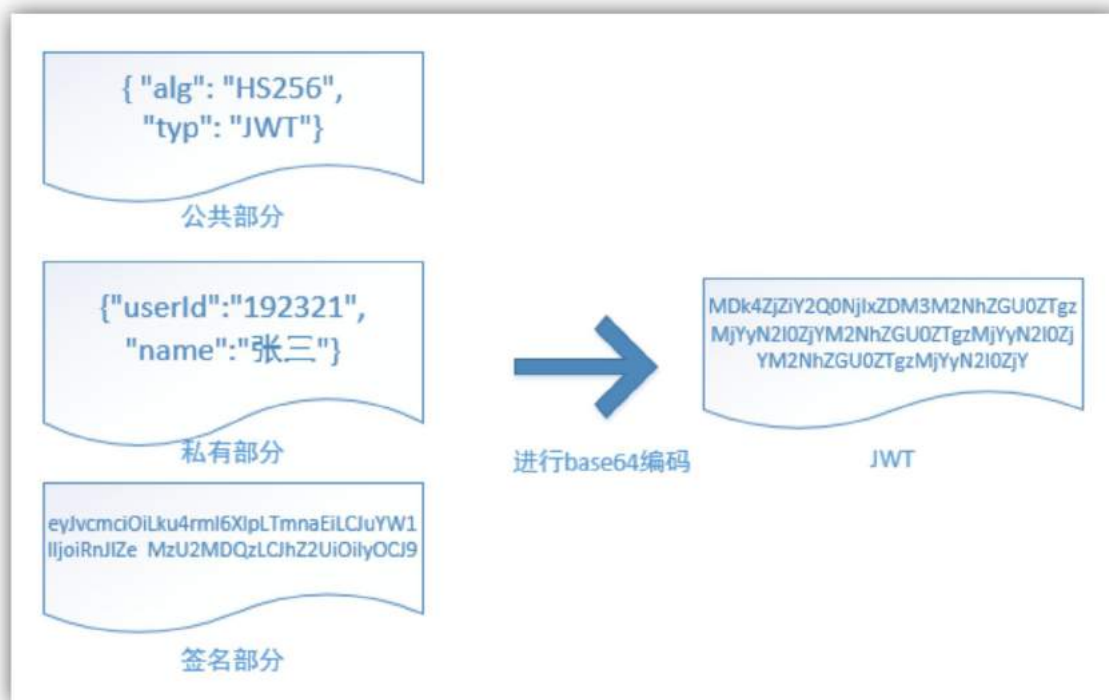 { "alg": "HS256",
"typ": "JWT"}
公共部分
{"userId":"192321",
"name":"张三"}
私有部分
eyJvcmciOiLku4rml6XlpLTmnaEiLCJuYW1
lIjoiRnJlZe MzU2MDQzLCJhZ2UiOiIyOCJ9
签名部分
进行base64编码
MDk4ZjZiY2Q0NjIxZDM3M2NhZGU0ZTgz
MjYyN2I0ZjYM2NhZGU0ZTgzMjYyN2I0Zj
YM2NhZGU0ZTgzMjYyN2I0ZjY
JWT